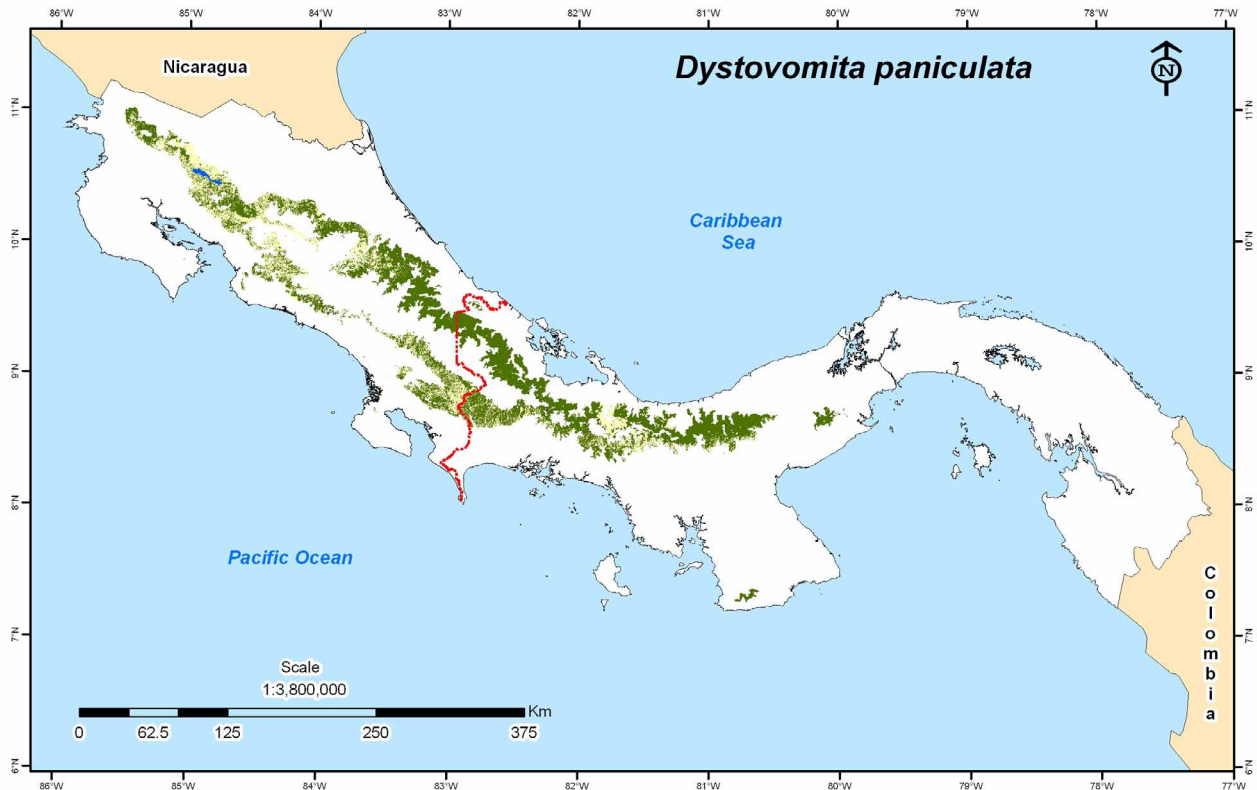 86°W 85°W 84°W 83°W 82°W 81°W 80°W 79°W 78°W 77°W
Nicaragua
Dystovomita paniculata
N
11°N 11°N
Caribbean
Sea
10°N 10°N
9°N 9°N
8°N 8°N
Pacific Ocean
Colombia
7°N 7°N
Scale
1:3,800,000
Km
0 62.5 125 250 375
6°N 6°N
86°W 85°W 84°W 83°W 82°W 81°W 80°W 79°W 78°W 77°W